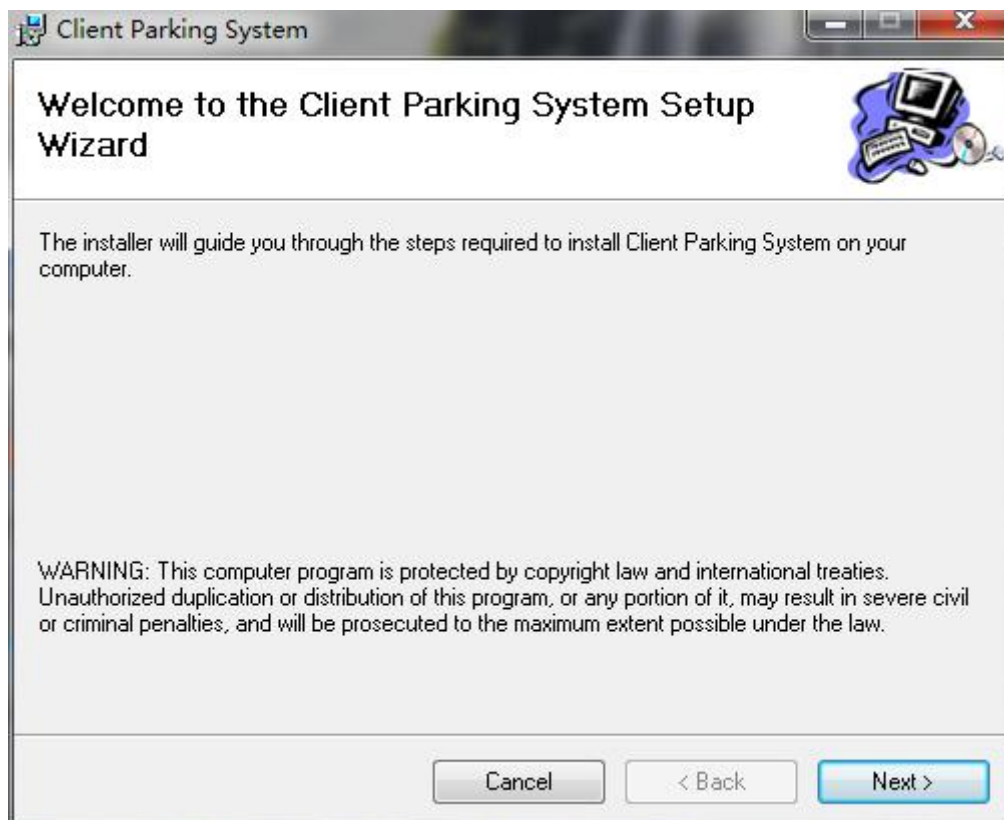 Client Parking System
Welcome to the Client Parking System Setup
Wizard
The installer will guide you through the steps required to install Client Parking System on your
computer.
WARNING: This computer program is protected by copyright law and international treaties.
Unauthorized duplication or distribution of this program, or any portion of it, may result in severe civil
or criminal penalties, and will be prosecuted to the maximum extent possible under the law.
Cancel < Back Next >